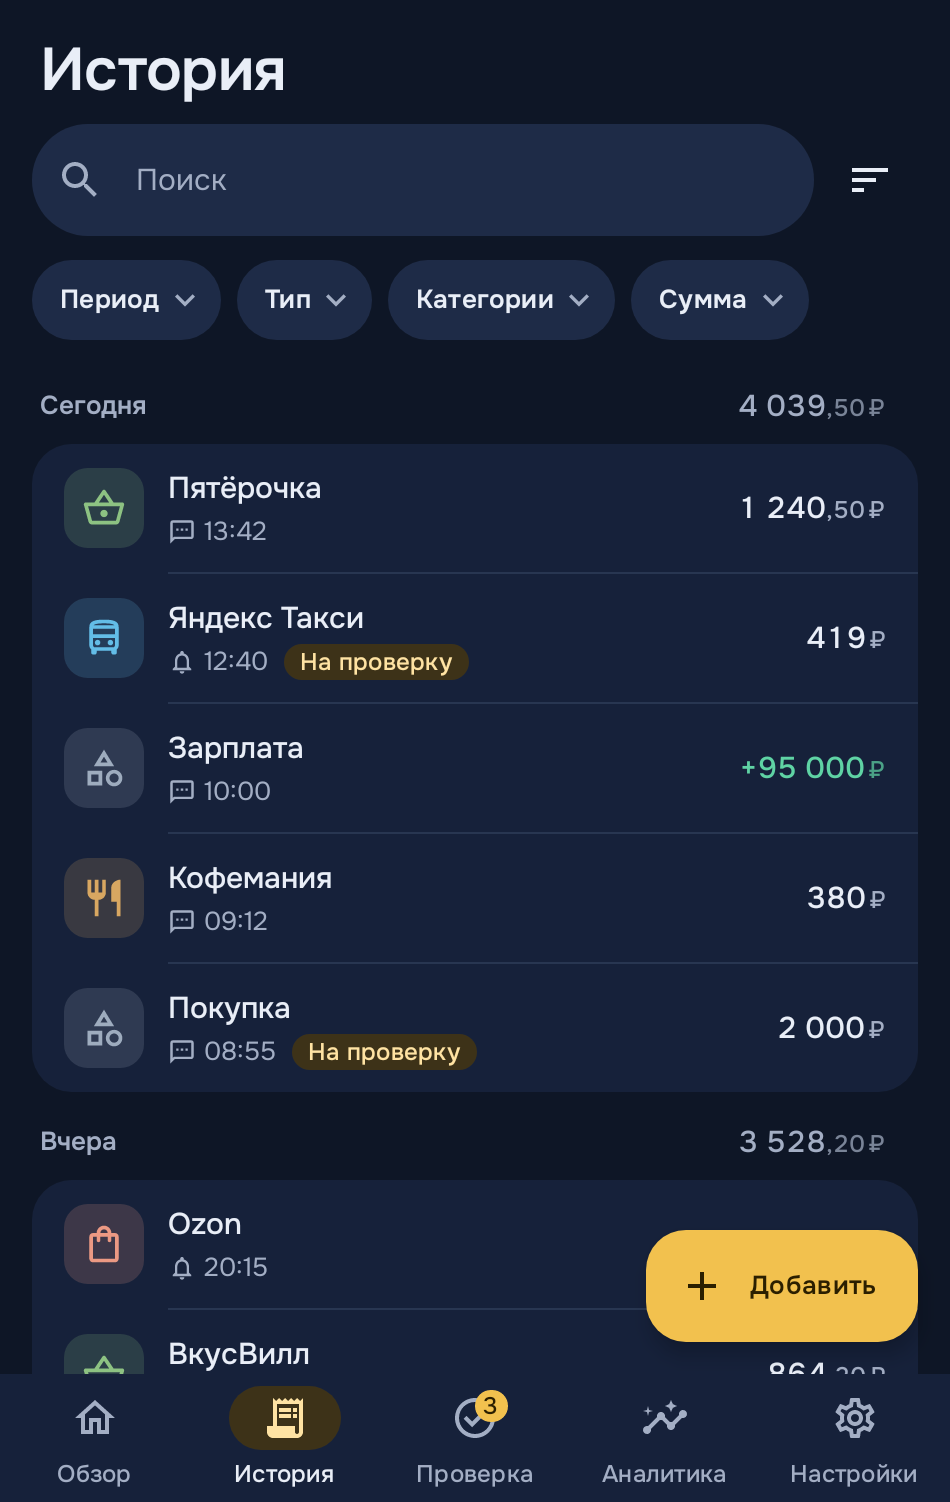 История
Поиск
Период Тип Категории Сумма
Сегодня 4 039,50 ₽
Пятёрочка
1 240,50 ₽
13:42
Яндекс Такси
419 ₽
12:40 На проверку
Зарплата
+95 000 ₽
10:00
Кофемания
380 ₽
09:12
Покупка
2 000 ₽
08:55 На проверку
Вчера 3 528,20 ₽
Ozon
20:15
Добавить
ВкусВилл
864,20 ₽
3
Обзор История Проверка Аналитика Настройки